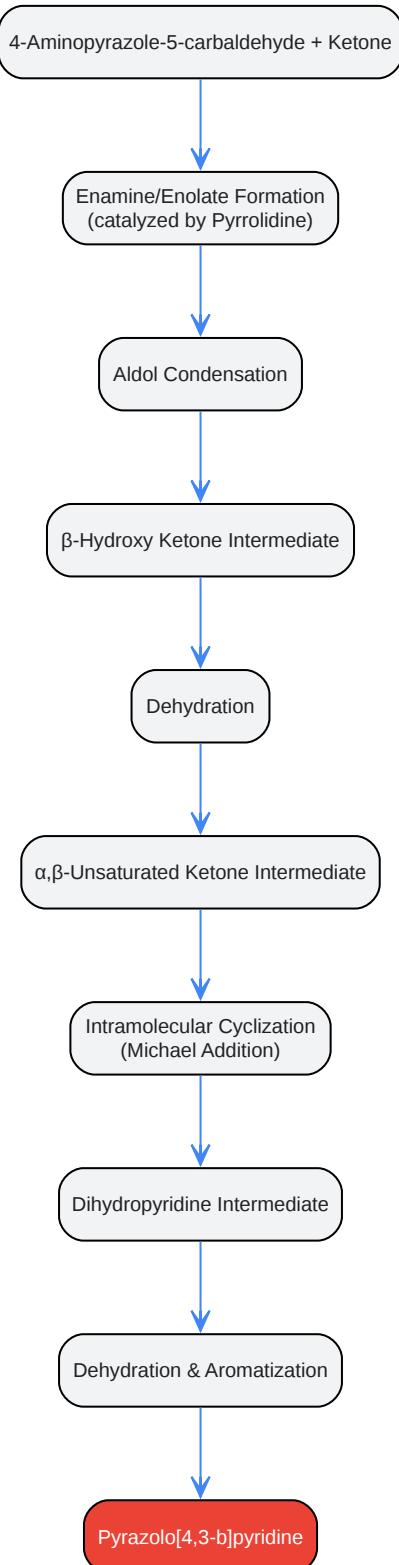 4-Aminopyrazole-5-carbaldehyde + Ketone
Enamine/Enolate Formation
(catalyzed by Pyrrolidine)
Aldol Condensation
β-Hydroxy Ketone Intermediate
Dehydration
α,β-Unsaturated Ketone Intermediate
Intramolecular Cyclization
(Michael Addition)
Dihydropyridine Intermediate
Dehydration & Aromatization
Pyrazolo[4,3-b]pyridine